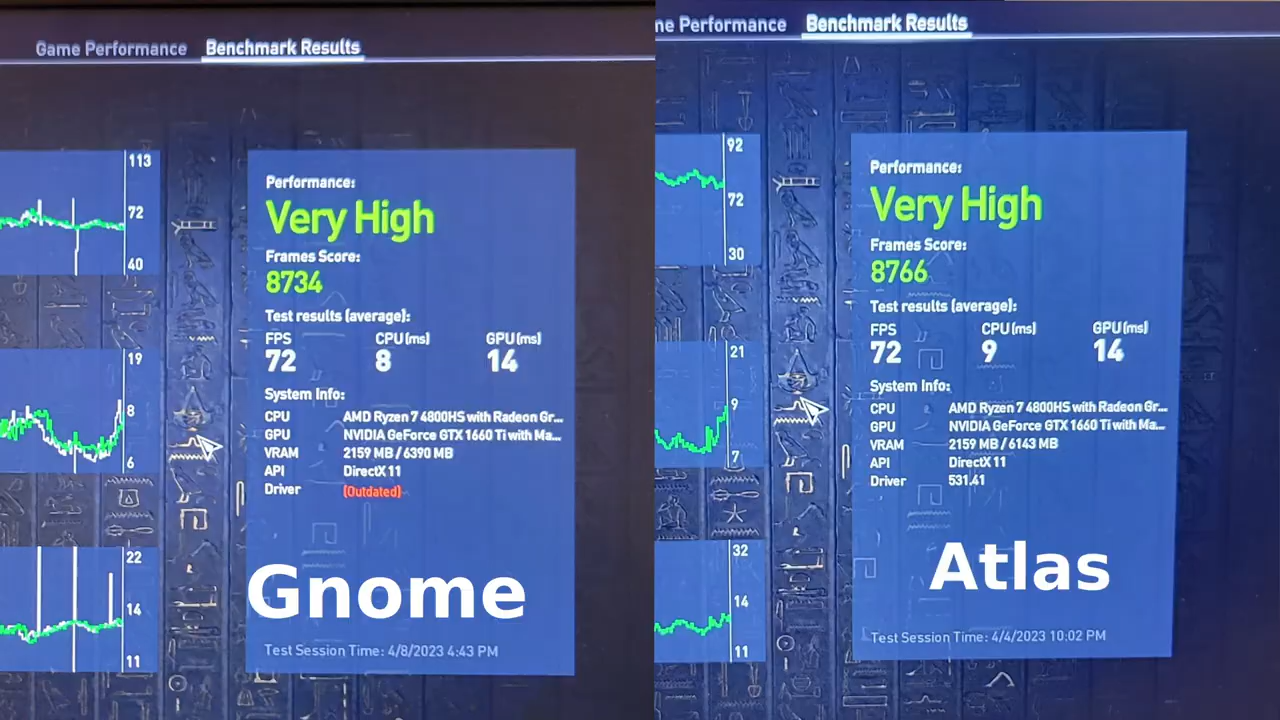 Game Performance Benchmark Results
113
72
40
19
8
6
22
14
11
Performance:
Very High
Frames Score:
8734
Test results (average):
FPS CPU(ms) GPU(ms)
72 8 14
System Info:
CPU AMD Ryzen 7 4800HS with Radeon Gr...
GPU NVIDIA GeForce GTX 1660 Ti with Ma...
VRAM 2159 MB / 6390 MB
API DirectX 11
Driver [Outdated]
Gnome
Test Session Time: 4/8/2023 4:43 PM
me Performance Benchmark Results
92
72
30
21
9
7
32
14
11
Performance:
Very High
Frames Score:
8766
Test results (average):
FPS CPU(ms) GPU(ms)
72 9 14
System Info:
CPU AMD Ryzen 7 4800HS with Radeon Gr...
GPU NVIDIA GeForce GTX 1660 Ti with Ma...
VRAM 2159 MB / 6143 MB
API DirectX 11
Driver 531.41
Atlas
Test Session Time: 4/4/2023 10:02 PM